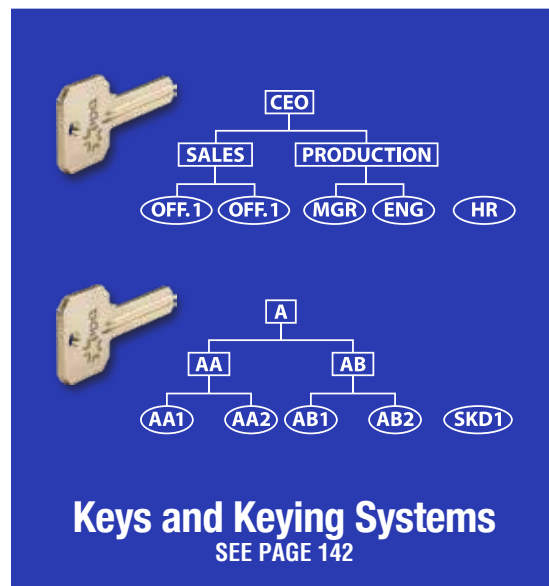 CEO
SALES PRODUCTION
OFF.1 OFF.1 MGR ENG HR
A
AA AB
AA1 AA2 AB1 AB2 SKD1
Keys and Keying Systems
SEE PAGE 142